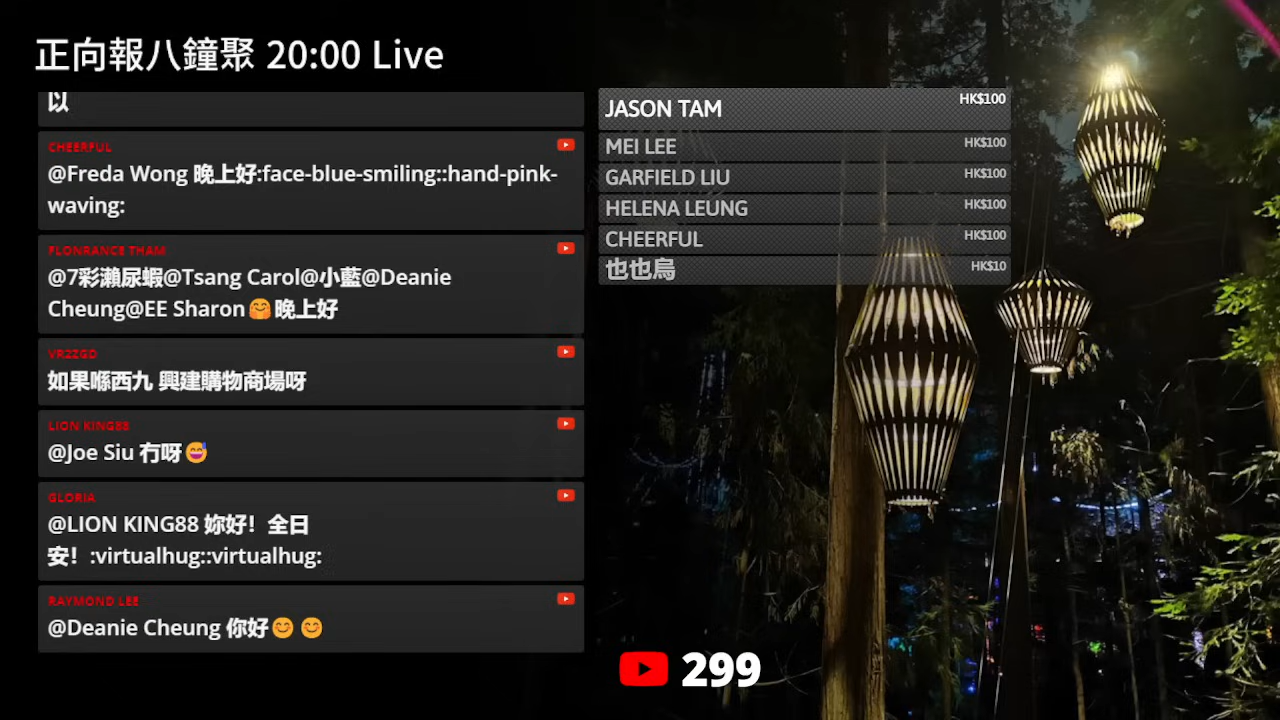 正向報八鐘聚 20:00 Live
以
CHEERFUL
@Freda Wong 晚上好:face-blue-smiling::hand-pink-
waving:
FLONRANCE THAM
@7彩瀨尿蝦@Tsang Carol@小藍@Deanie
Cheung@EE Sharon🤗晚上好
VR2ZGD
如果喺西九 興建購物商場呀
LION KING88
@Joe Siu 冇呀😅
GLORIA
@LION KING88 妳好！全日
安！:virtualhug::virtualhug:
RAYMOND LEE
@Deanie Cheung 你好😊 😊
JASON TAM HK$100
MEI LEE HK$100
GARFIELD LIU HK$100
HELENA LEUNG HK$100
CHEERFUL HK$100
也也烏 HK$10
299